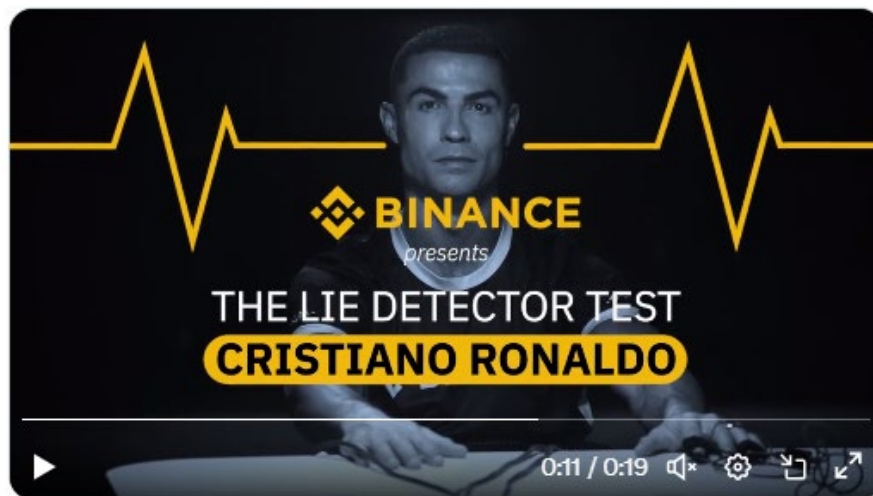 BINANCE
presents
THE LIE DETECTOR TEST
CRISTIANO RONALDO
0:11 / 0:19